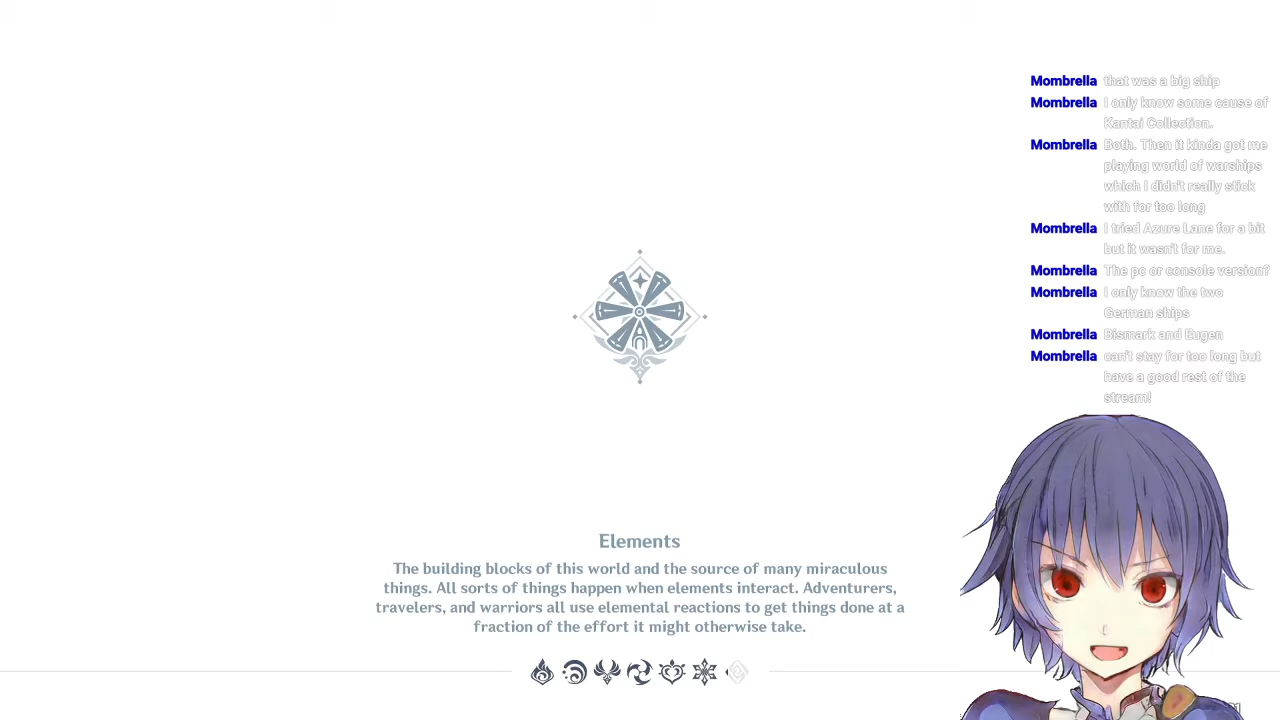 Mombrella that was a big ship
Mombrella I only know some cause of
Kantai Collection.
Mombrella Both. Then it kinda got me
playing world of warships
which I didn't really stick
with for too long
Mombrella I tried Azure Lane for a bit
but it wasn't for me.
Mombrella The pc or console version?
Mombrella I only know the two
German ships
Mombrella Bismark and Eugen
Mombrella can't stay for too long but
have a good rest of the
stream!
Elements
The building blocks of this world and the source of many miraculous
things. All sorts of things happen when elements interact. Adventurers,
travelers, and warriors all use elemental reactions to get things done at a
fraction of the effort it might otherwise take.